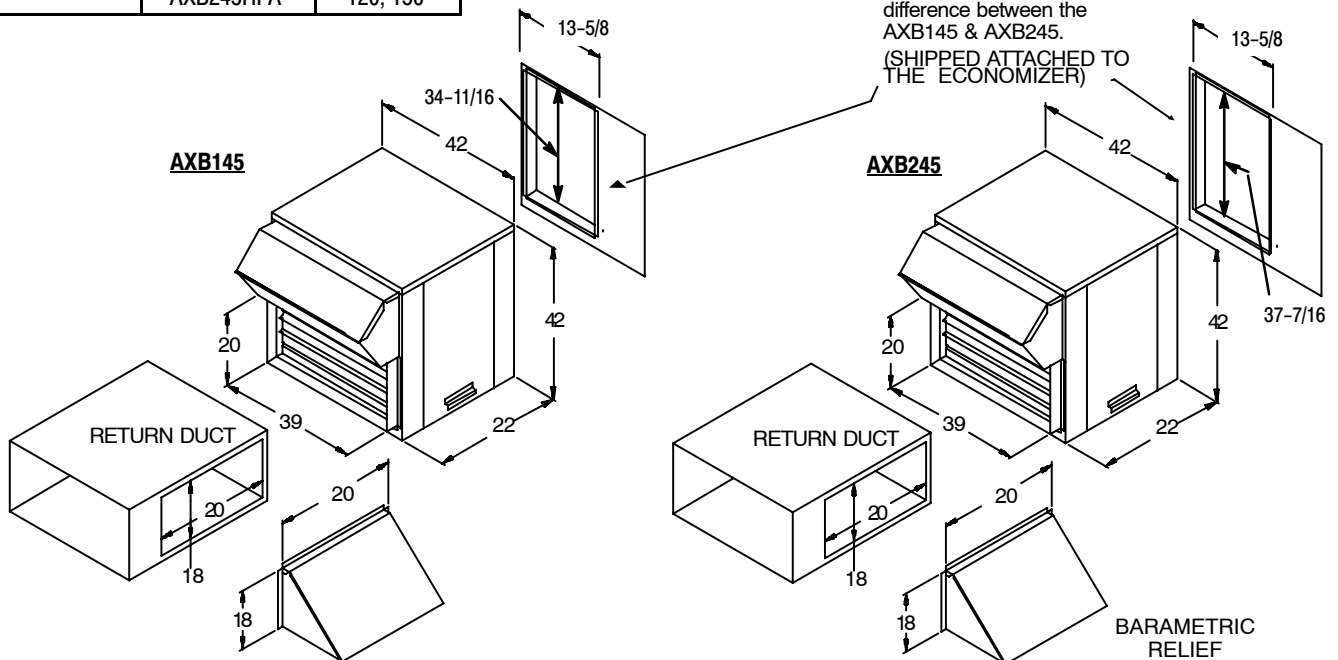 AXB245HPA 120, 150
difference between the
AXB145 & AXB245.
(SHIPPED ATTACHED TO
THE ECONOMIZER)
13-5/8
34-11/16
42
AXB145
20
42
39
22
RETURN DUCT
20
18
20
18
13-5/8
42
AXB245
37-7/16
20
42
39
22
RETURN DUCT
20
18
20
18
BARAMETRIC
RELIEF